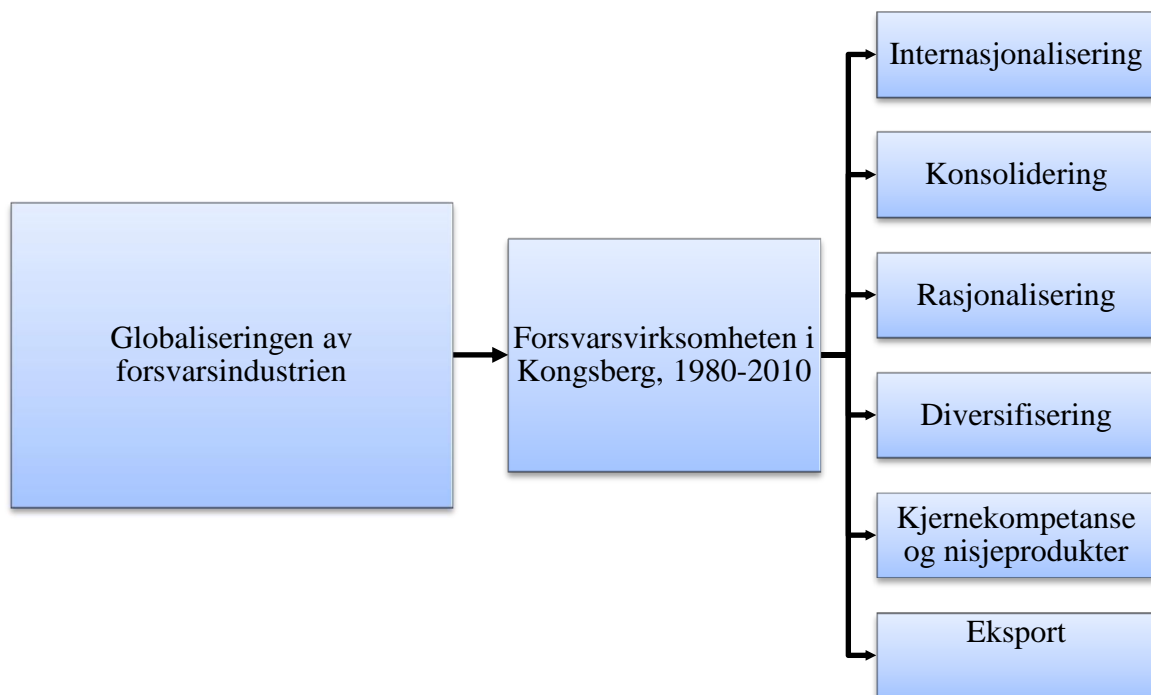 Globaliseringen av
forsvarsindustrien
Forsvarsvirksomheten i
Kongsberg, 1980-2010
Internasjonalisering
Konsolidering
Rasjonalisering
Diversifisering
Kjernekompetanse
og nisjeprodukter
Eksport